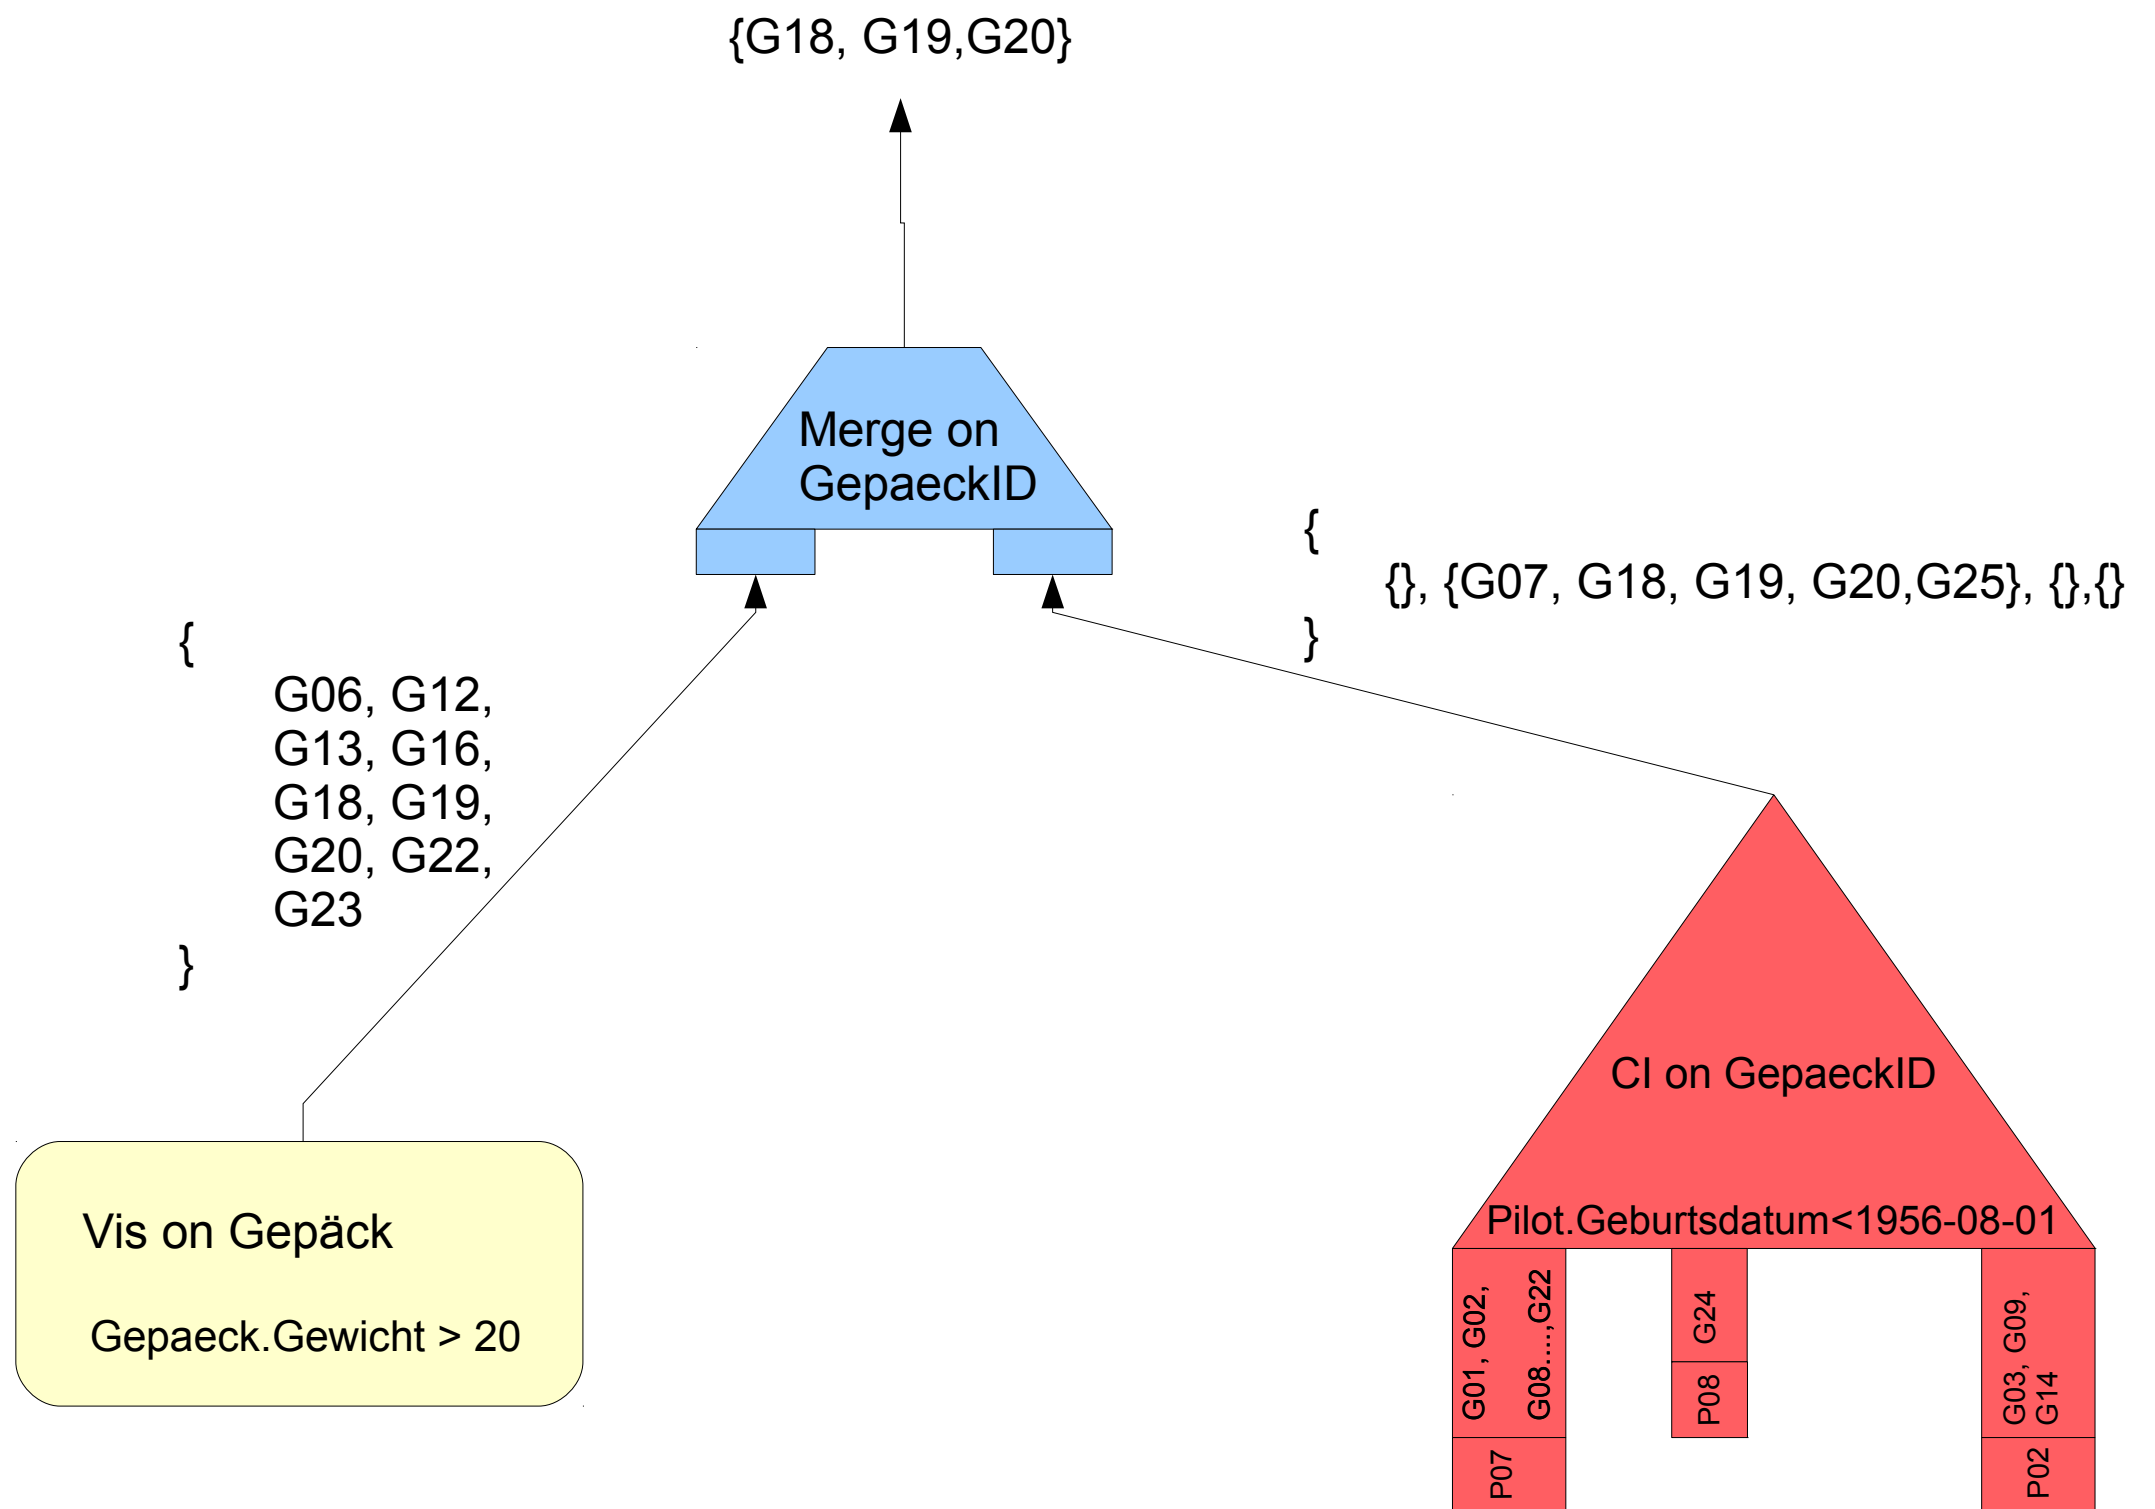 {G18, G19,G20}
Merge on
GepaeckID
{
{}, {G07, G18, G19, G20,G25}, {},{}
}
{
G06, G12,
G13, G16,
G18, G19,
G20, G22,
G23
}
CI on GepaeckID
Pilot.Geburtsdatum<1956-08-01
Vis on Gepäck
Gepaeck.Gewicht > 20
G01, G02,
G08....,G22
P07
G24
P08
G03, G09,
G14
P02